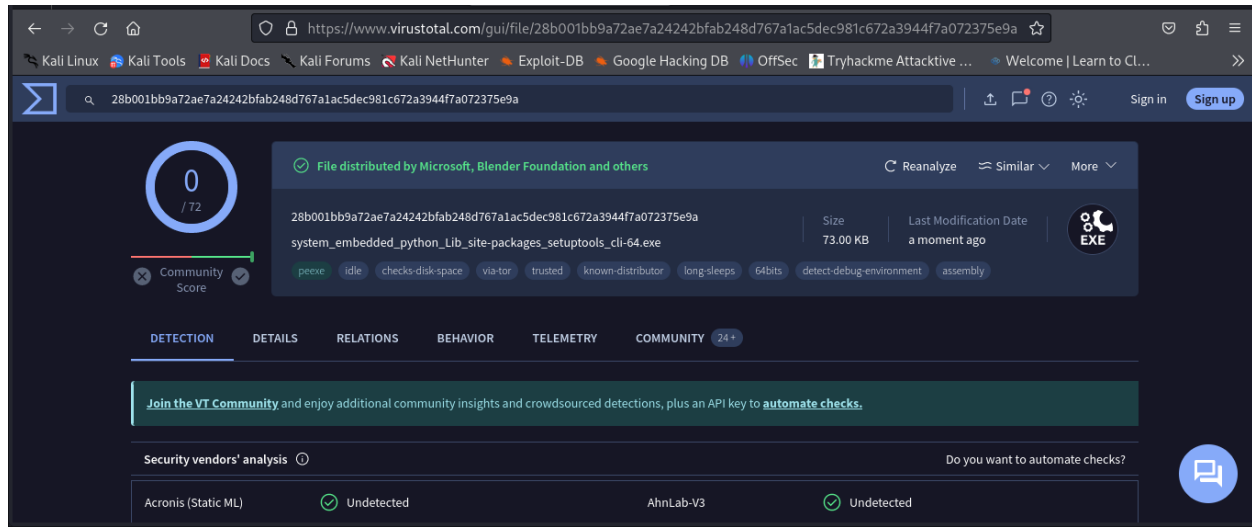 https://www.virustotal.com/gui/file/28b001bb9a72ae7a24242bfab248d767a1ac5dec981c672a3944f7a072375e9a
Kali Linux Kali Tools Kali Docs Kali Forums Kali NetHunter Exploit-DB Google Hacking DB OffSec Tryhackme Attacktive ... Welcome | Learn to Cl...
28b001bb9a72ae7a24242bfab248d767a1ac5dec981c672a3944f7a072375e9a Sign in Sign up
0
/ 72
Community
Score
File distributed by Microsoft, Blender Foundation and others Reanalyze Similar More
28b001bb9a72ae7a24242bfab248d767a1ac5dec981c672a3944f7a072375e9a
system_embedded_python_Lib_site-packages_setuptools_cli-64.exe
Size
73.00 KB
Last Modification Date
a moment ago
EXE
peexe idle checks-disk-space via-tor trusted known-distributor long-sleeps 64bits detect-debug-environment assembly
DETECTION DETAILS RELATIONS BEHAVIOR TELEMETRY COMMUNITY 24+
Join the VT Community and enjoy additional community insights and crowdsourced detections, plus an API key to automate checks.
Security vendors' analysis Do you want to automate checks?
Acronis (Static ML) Undetected AhnLab-V3 Undetected